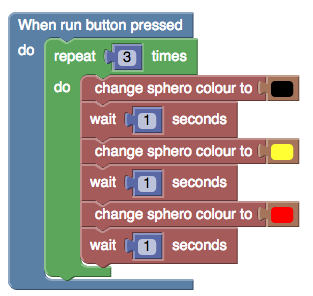 When run button pressed
do repeat 3 times
do change sphero colour to
wait 1 seconds
change sphero colour to
wait 1 seconds
change sphero colour to
wait 1 seconds